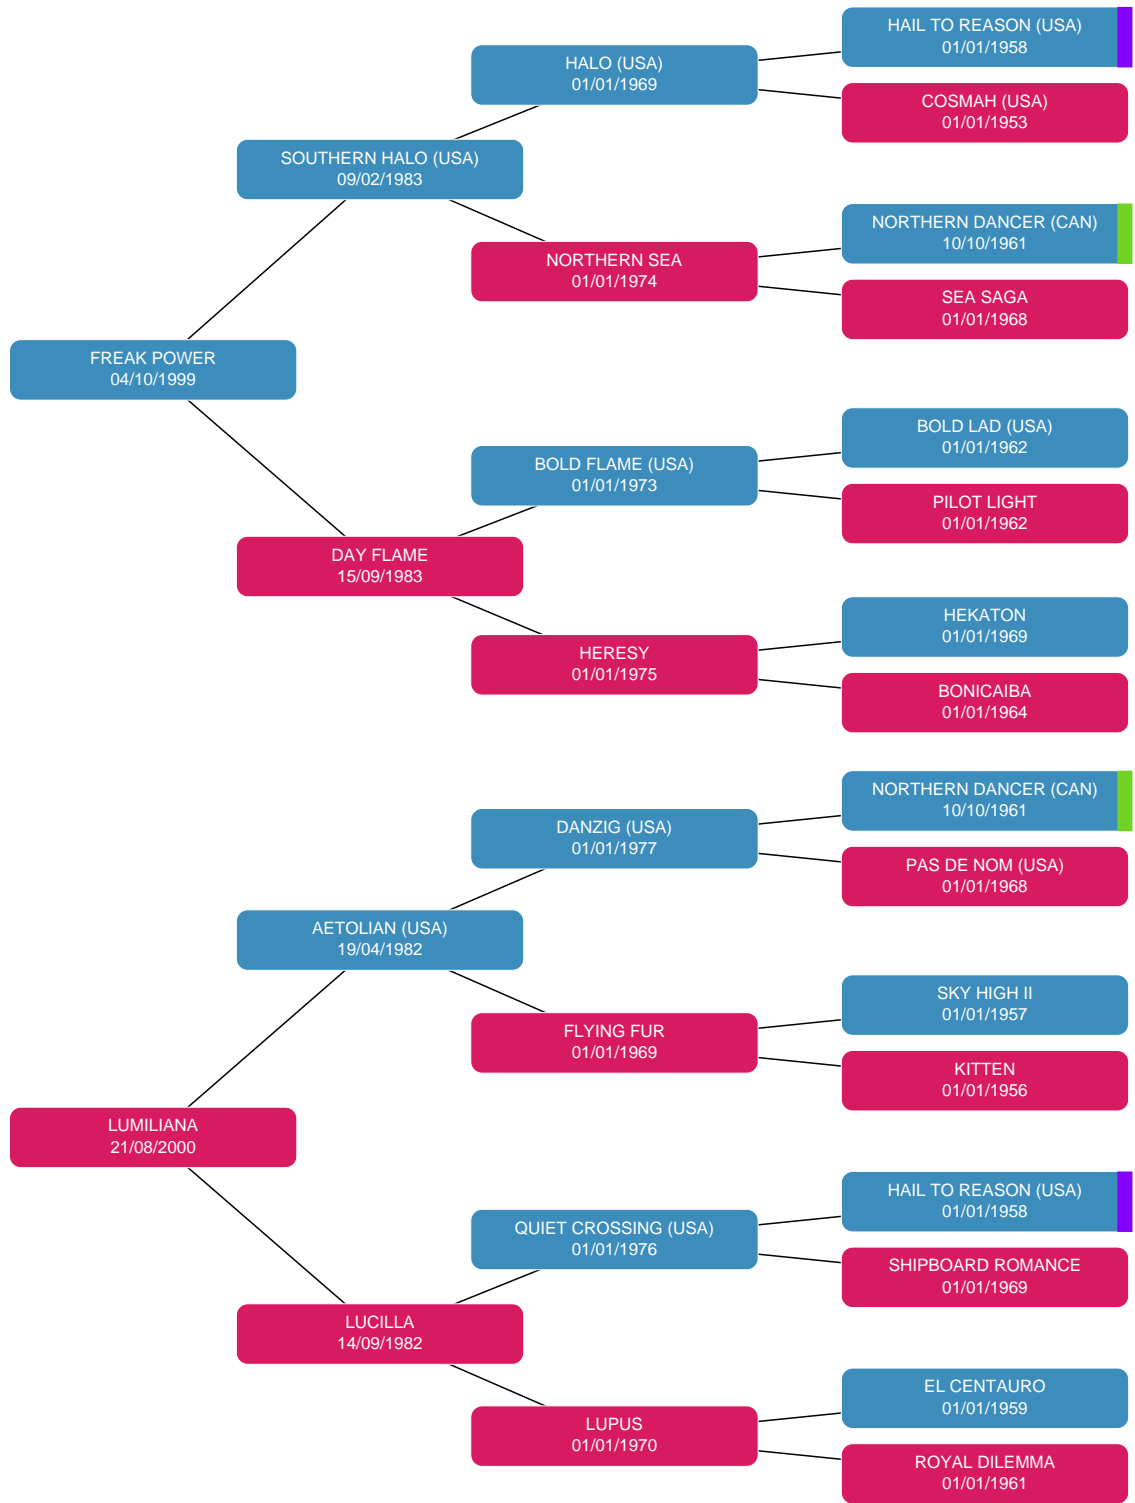 HAIL TO REASON (USA)
01/01/1958
HALO (USA)
01/01/1969
COSMAH (USA)
01/01/1953
SOUTHERN HALO (USA)
09/02/1983
NORTHERN DANCER (CAN)
10/10/1961
NORTHERN SEA
01/01/1974
SEA SAGA
01/01/1968
FREAK POWER
04/10/1999
BOLD LAD (USA)
01/01/1962
BOLD FLAME (USA)
01/01/1973
PILOT LIGHT
01/01/1962
DAY FLAME
15/09/1983
HEKATON
01/01/1969
HERESY
01/01/1975
BONICAIBA
01/01/1964
NORTHERN DANCER (CAN)
10/10/1961
DANZIG (USA)
01/01/1977
PAS DE NOM (USA)
01/01/1968
AETOLIAN (USA)
19/04/1982
SKY HIGH II
01/01/1957
FLYING FUR
01/01/1969
KITTEN
01/01/1956
LUMILIANA
21/08/2000
HAIL TO REASON (USA)
01/01/1958
QUIET CROSSING (USA)
01/01/1976
SHIPBOARD ROMANCE
01/01/1969
LUCILLA
14/09/1982
EL CENTAURO
01/01/1959
LUPUS
01/01/1970
ROYAL DILEMMA
01/01/1961